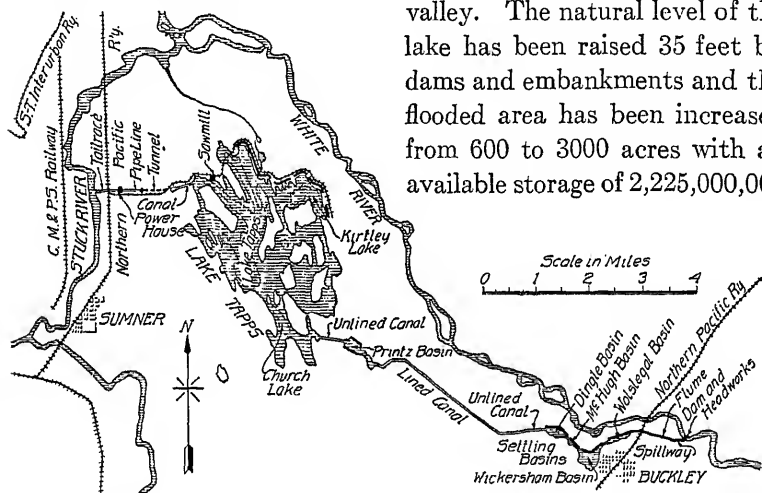 valley. The natural level of th
lake has been raised 35 feet b
dams and embankments and th
flooded area has been increase
from 600 to 3000 acres with a
available storage of 2,225,000,00
S.T. Interurban Ry.
C. M. & P.S. Railway
STUCK RIVER
Tailrace
Northern Pacific R'y.
Pipe Line
Tunnel
Canal
Power
House
Sawmill
WHITE RIVER
Lake Tapps
LAKE TAPPS
Kirtley
Lake
Scale in Miles
0 1 2 3 4
SUMNER
N
Church
Lake
Unlined Canal
Printz Basin
Lined Canal
Unlined
Canal
Settling
Basins
Dingle Basin
Mc Hugh Basin
Wolslegal Basin
Northern Pacific Ry.
Flume
Dam and
Headworks
Spillway
Wickersham Basin
BUCKLEY